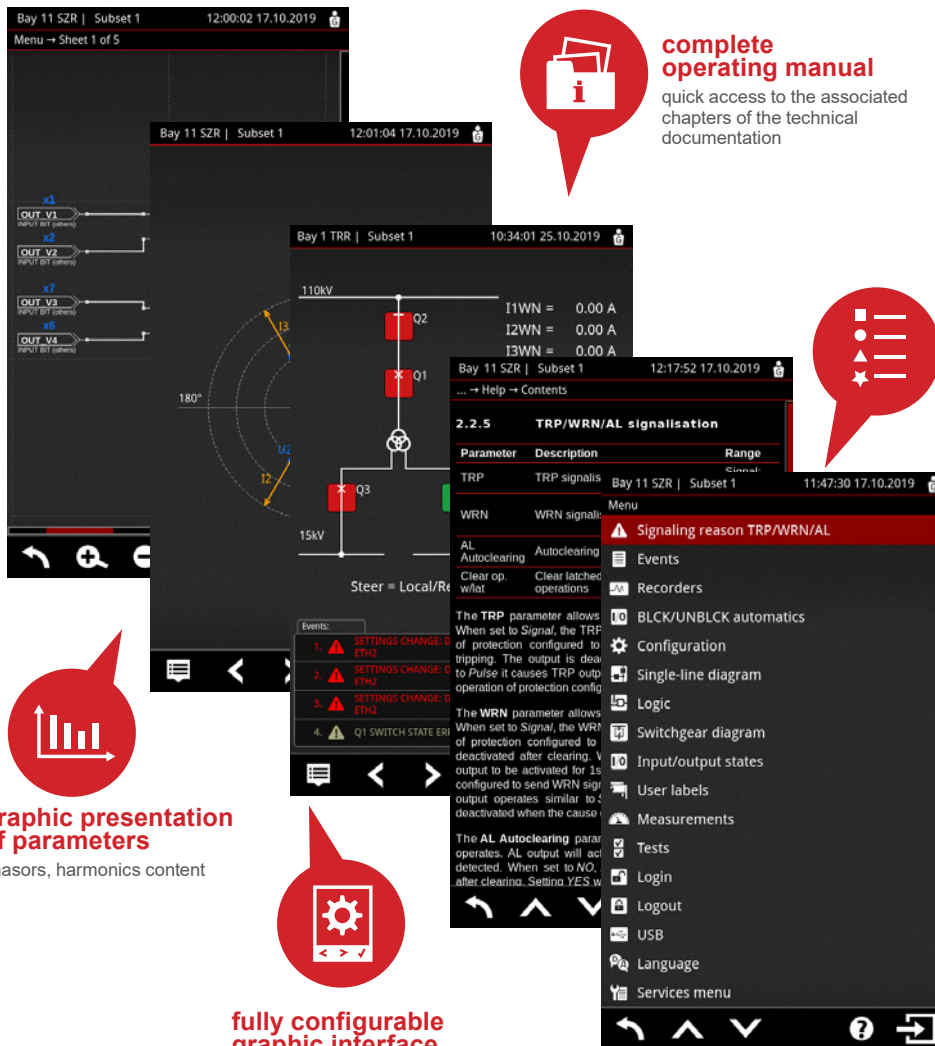 Bay 11 SZR | Subset 1 12:00:02 17.10.2019 G
Menu → Sheet 1 of 5
x1
OUT_V1
INPUT BIT (others)
x2
OUT_V2
INPUT BIT (others)
x7
OUT_V3
INPUT BIT (others)
x6
OUT_V4
INPUT BIT (others)
Bay 11 SZR | Subset 1 12:01:04 17.10.2019 G
180°
I3
U2
I2
Bay 1 TRR | Subset 1 10:34:01 25.10.2019 G
110kV
Q2
Q1
Q3
15kV
I1WN = 0.00 A
I2WN = 0.00 A
I3WN = 0.00 A
Steer = Local/Re
Events:
1. SETTINGS CHANGE: D
ETH2
2. SETTINGS CHANGE: D
ETH2
3. SETTINGS CHANGE: D
ETH2
4. Q1 SWITCH STATE ERR
Bay 11 SZR | Subset 1 12:17:52 17.10.2019 G
... → Help → Contents
2.2.5 TRP/WRN/AL signalisation
Parameter Description Range
TRP TRP signalis Signal;
WRN WRN signalis
AL
Autoclearing Autoclearing
Clear op. Clear latched
w/lat operations
The TRP parameter allows
When set to Signal, the TRP
of protection configured to
tripping. The output is dea
to Pulse it causes TRP outp
operation of protection config
The WRN parameter allows
When set to Signal, the WRN
of protection configured to
deactivated after clearing.
output to be activated for 1s
configured to send WRN sign
output operates similar to
deactivated when the cause
The AL Autoclearing param
operates. AL output will act
detected. When set to NO,
after clearing. Setting YES w
Bay 11 SZR | Subset 1 11:47:30 17.10.2019
Menu
Signaling reason TRP/WRN/AL
Events
Recorders
I/0 BLCK/UNBLCK automatics
Configuration
Single-line diagram
Logic
Switchgear diagram
I/0 Input/output states
User labels
Measurements
Tests
Login
Logout
USB
Language
Services menu
complete
operating manual
quick access to the associated
chapters of the technical
documentation
raphic presentation
f parameters
asors, harmonics content
fully configurable
graphic interface